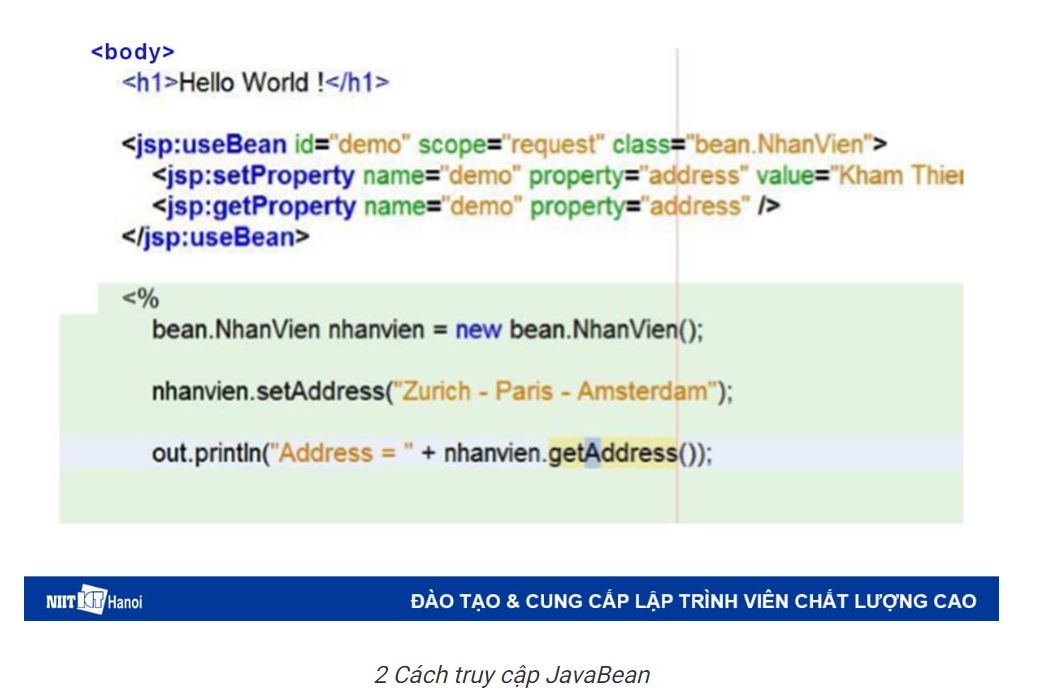 <body>
<h1>Hello World !</h1>
<jsp:useBean id="demo" scope="request" class="bean.NhanVien">
<jsp:setProperty name="demo" property="address" value="Kham Thien
<jsp:getProperty name="demo" property="address" />
</jsp:useBean>
<%
bean.NhanVien nhanvien = new bean.NhanVien();
nhanvien.setAddress("Zurich - Paris - Amsterdam");
out.println("Address = " + nhanvien.getAddress());
NIIT ICT Hanoi
ĐÀO TẠO & CUNG CẤP LẬP TRÌNH VIÊN CHẤT LƯỢNG CAO
2 Cách truy cập JavaBean